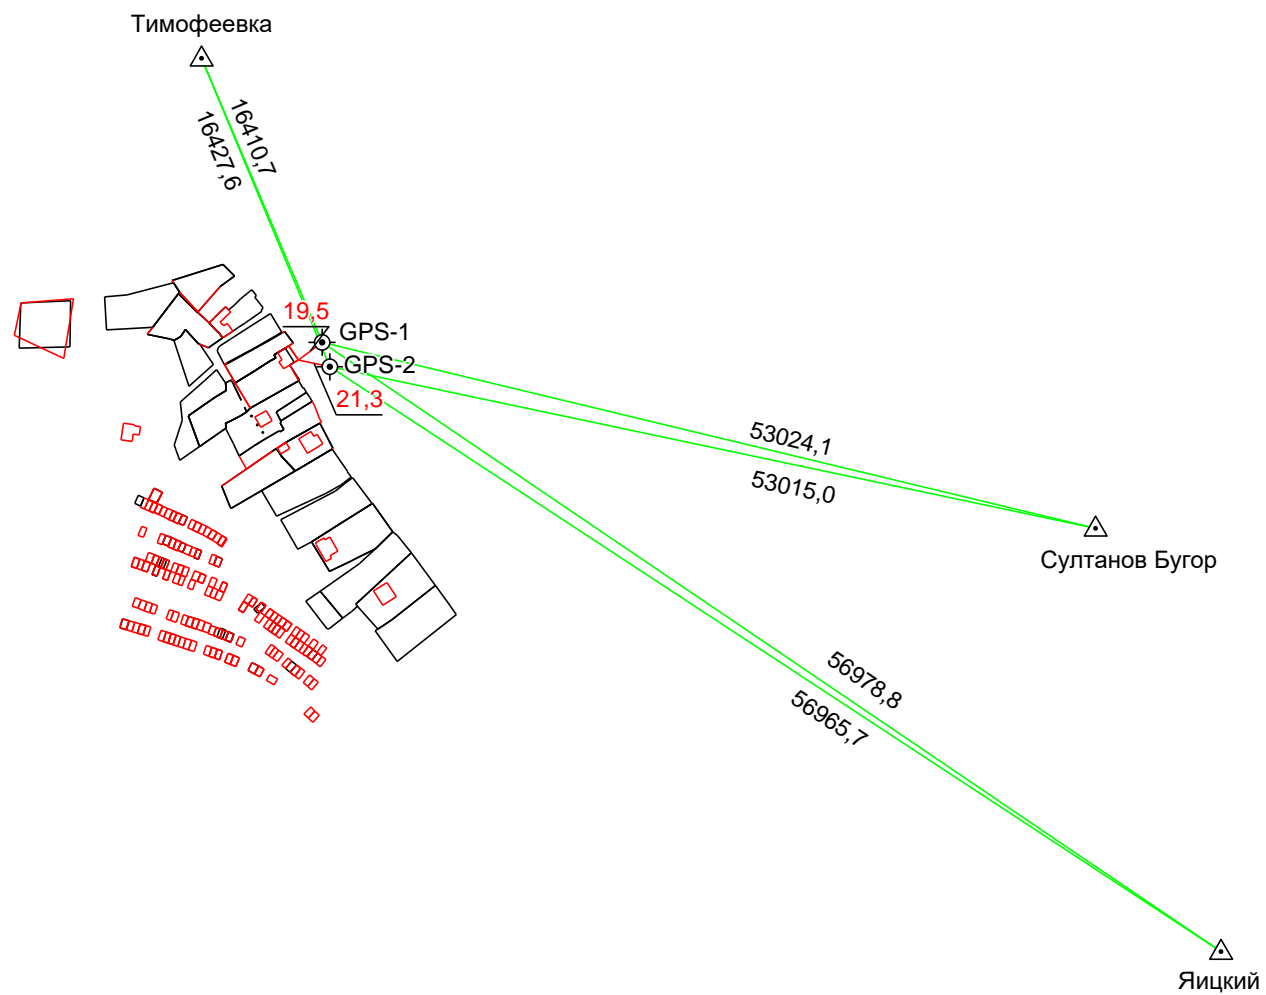 Тимофеевка
16410,7
16427,6
19,5
GPS-1
GPS-2
21,3
53024,1
53015,0
Султанов Бугор
56978,8
56965,7
Яицкий